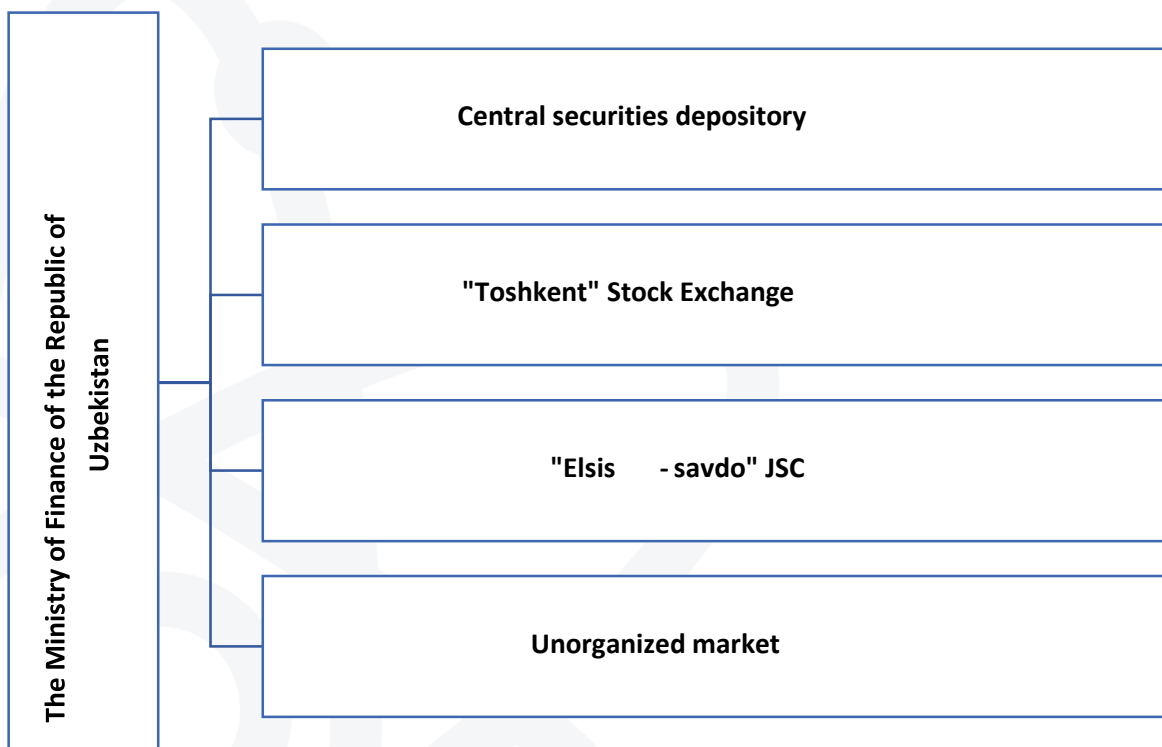 The Ministry of Finance of the Republic of
Uzbekistan
Central securities depository
"Toshkent" Stock Exchange
"Elsis - savdo" JSC
Unorganized market